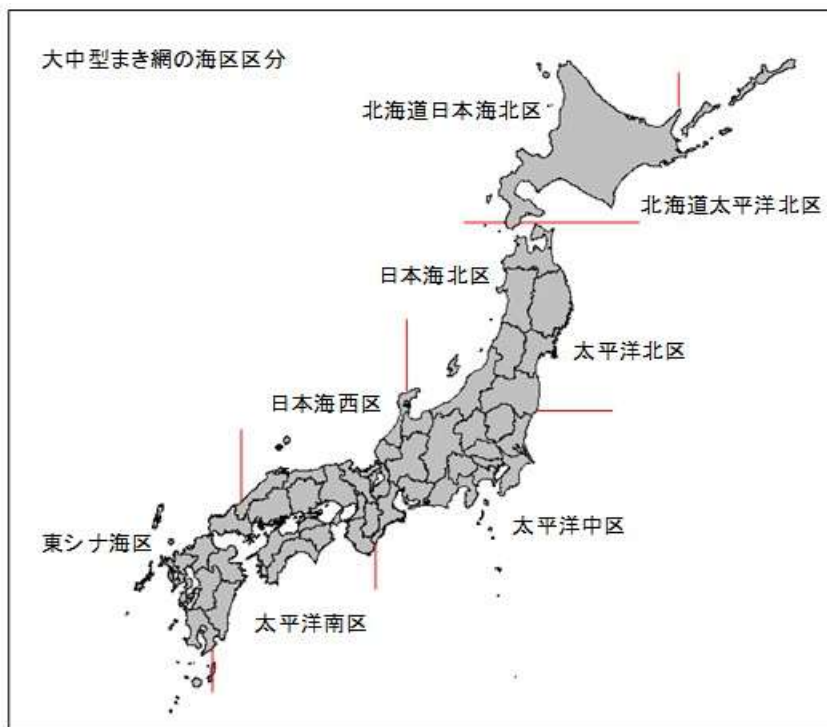 大中型まき網の海区区分
北海道日本海北区
北海道太平洋北区
日本海北区
太平洋北区
日本海西区
太平洋中区
東シナ海区
太平洋南区